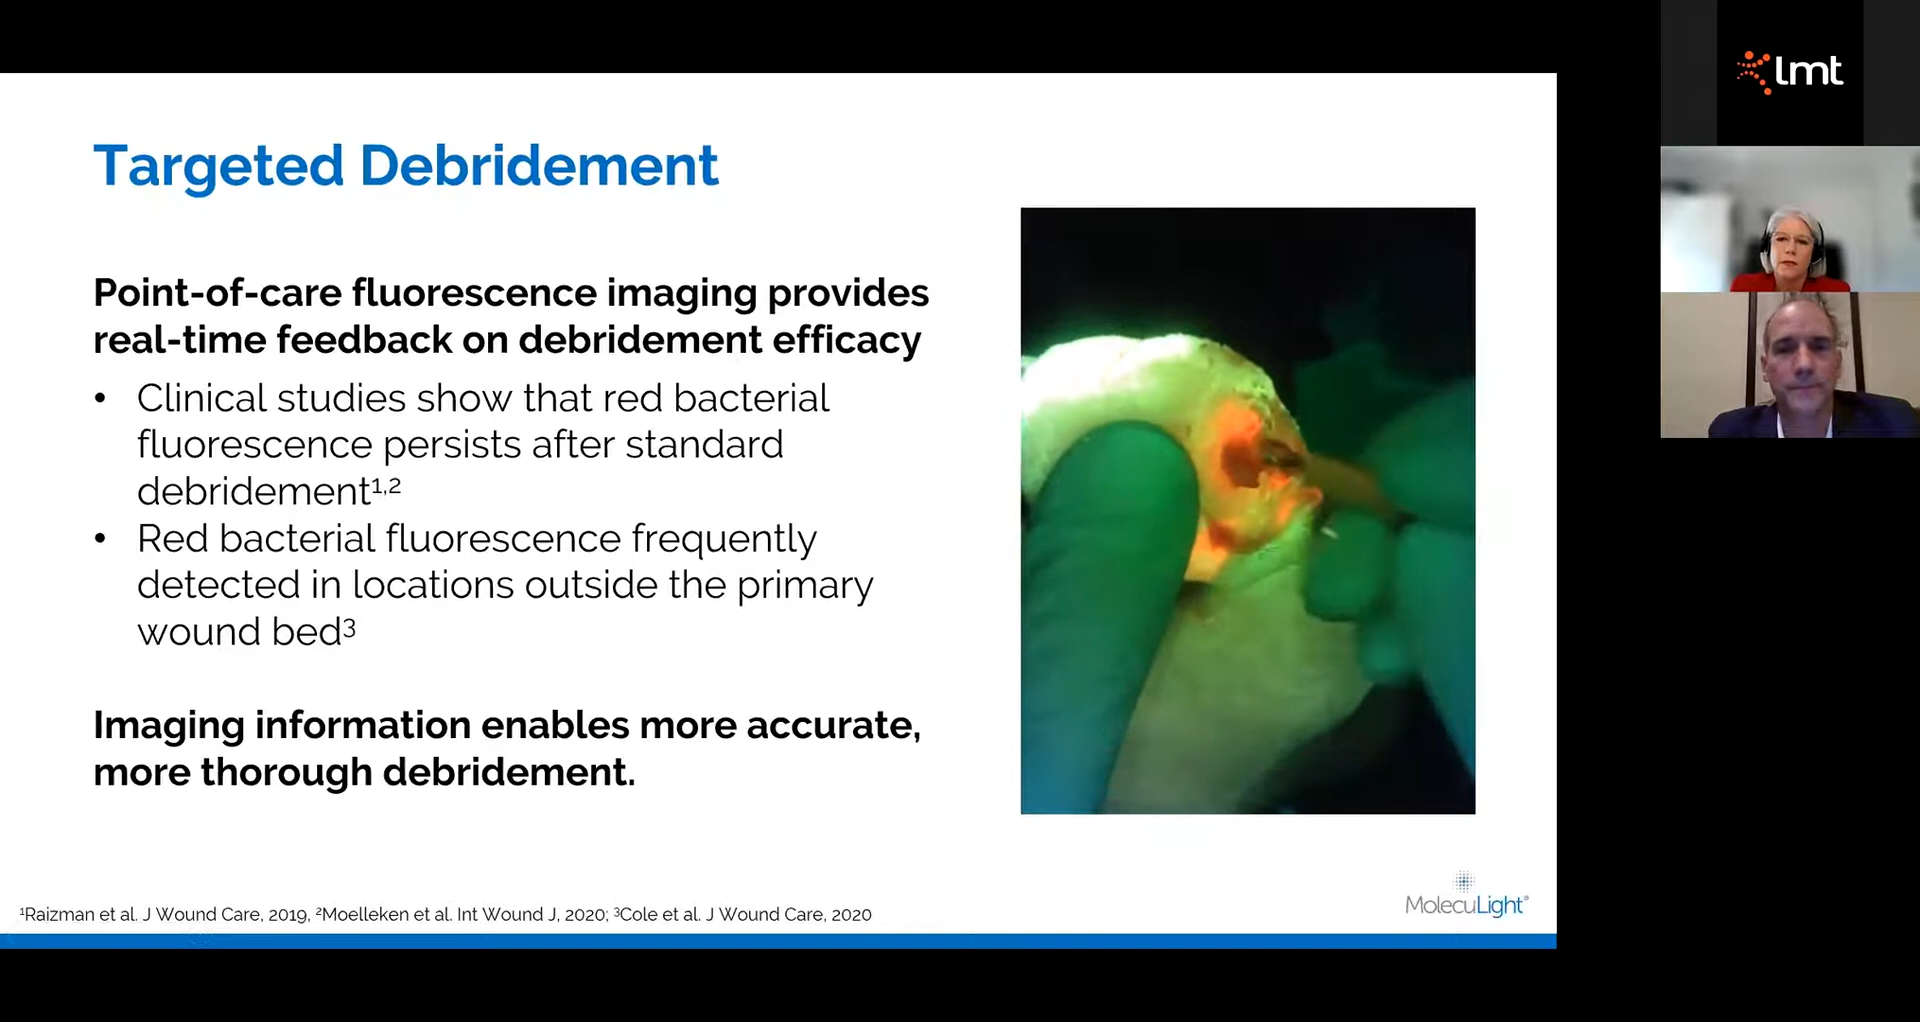 Targeted Debridement
Point-of-care fluorescence imaging provides
real-time feedback on debridement efficacy
• Clinical studies show that red bacterial
fluorescence persists after standard
debridement¹,²
• Red bacterial fluorescence frequently
detected in locations outside the primary
wound bed³
Imaging information enables more accurate,
more thorough debridement.
¹Raizman et al. J Wound Care, 2019, ²Moelleken et al. Int Wound J, 2020; ³Cole et al. J Wound Care, 2020
MolecuLight®
lmt